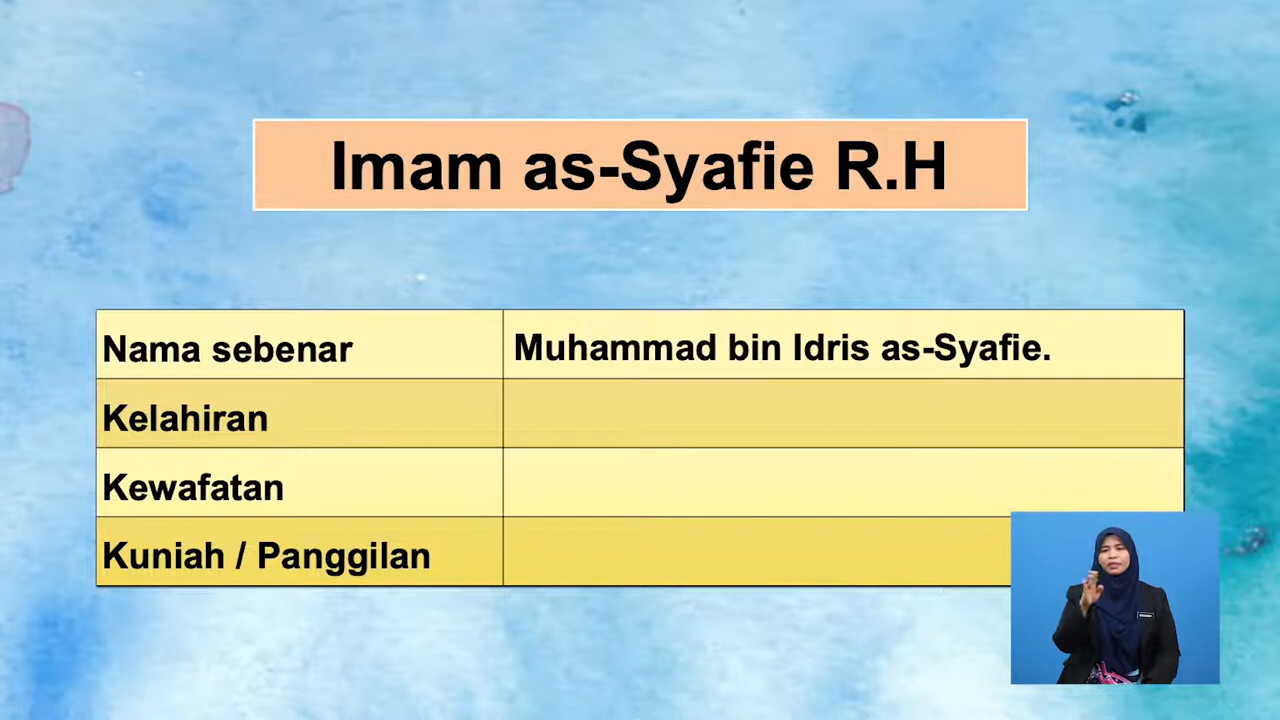 Imam as-Syafie R.H
Nama sebenar
Muhammad bin Idris as-Syafie.
Kelahiran
Kewafatan
Kuniah / Panggilan